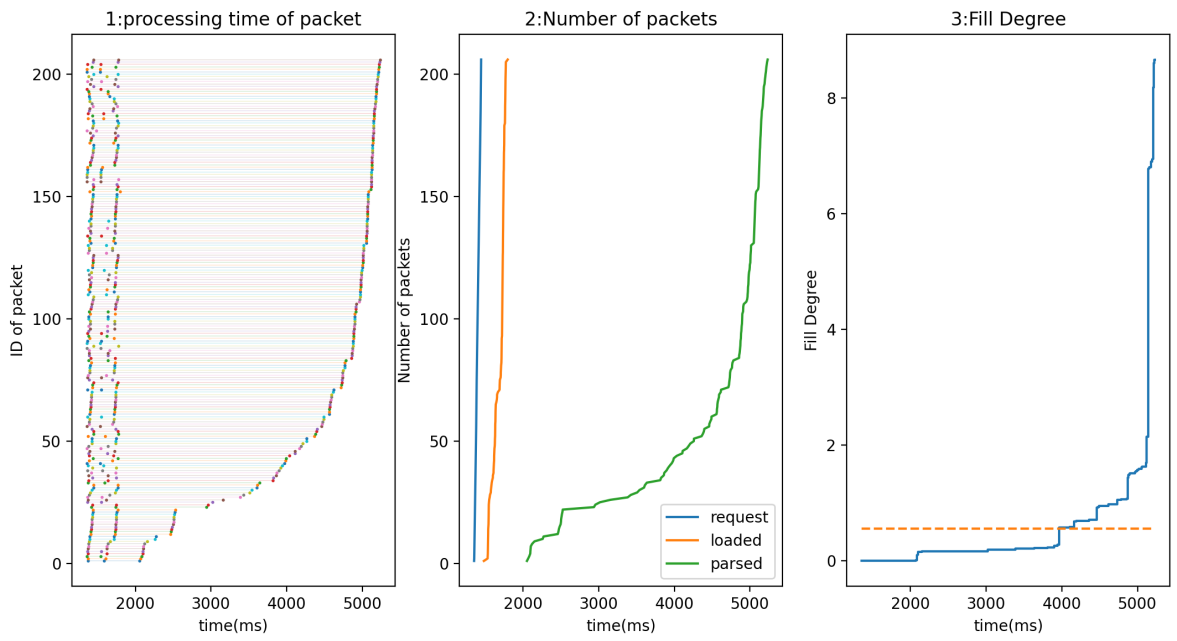 1:processing time of packet
ID of packet
200
150
100
50
0
2000 3000 4000 5000
time(ms)
2:Number of packets
Number of packets
200
150
100
50
0
request
loaded
parsed
2000 3000 4000 5000
time(ms)
3:Fill Degree
Fill Degree
8
6
4
2
0
2000 3000 4000 5000
time(ms)